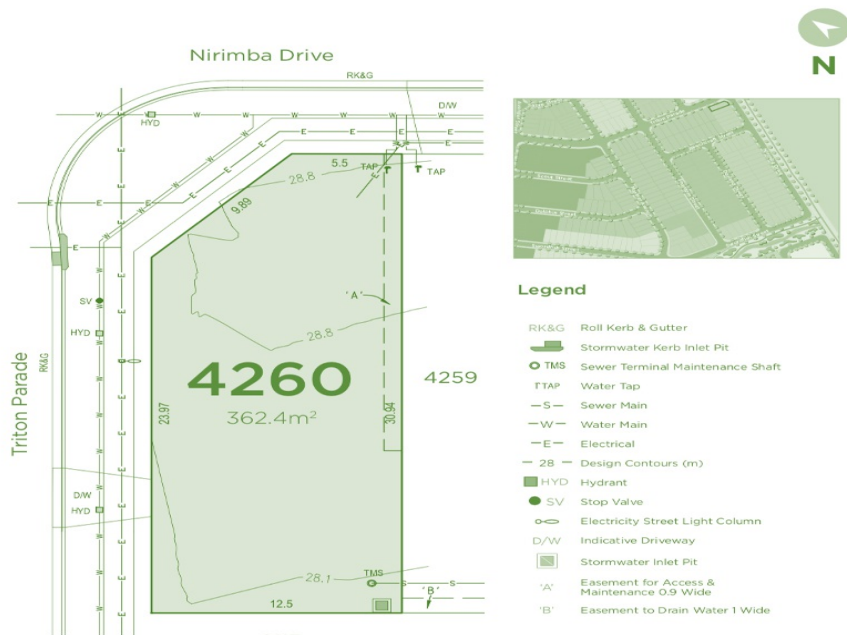 N
Nirimba Drive
RK&G
D/W
W W W W W W
HYD
E E E
5.5
TAP
TAP
28.8
9.89
E E
E
SV
'A'
HYD
28.8
RK&G
4260
362.4m²
4259
23.97
30.94
Triton Parade
D/W
HYD
TMS
28.1
S S
'B'
12.5
Legend
RK&G Roll Kerb & Gutter
Stormwater Kerb Inlet Pit
TMS Sewer Terminal Maintenance Shaft
TAP Water Tap
S Sewer Main
W Water Main
E Electrical
28 Design Contours (m)
HYD Hydrant
SV Stop Valve
Electricity Street Light Column
D/W Indicative Driveway
Stormwater Inlet Pit
'A' Easement for Access &
Maintenance 0.9 Wide
'B' Easement to Drain Water 1 Wide